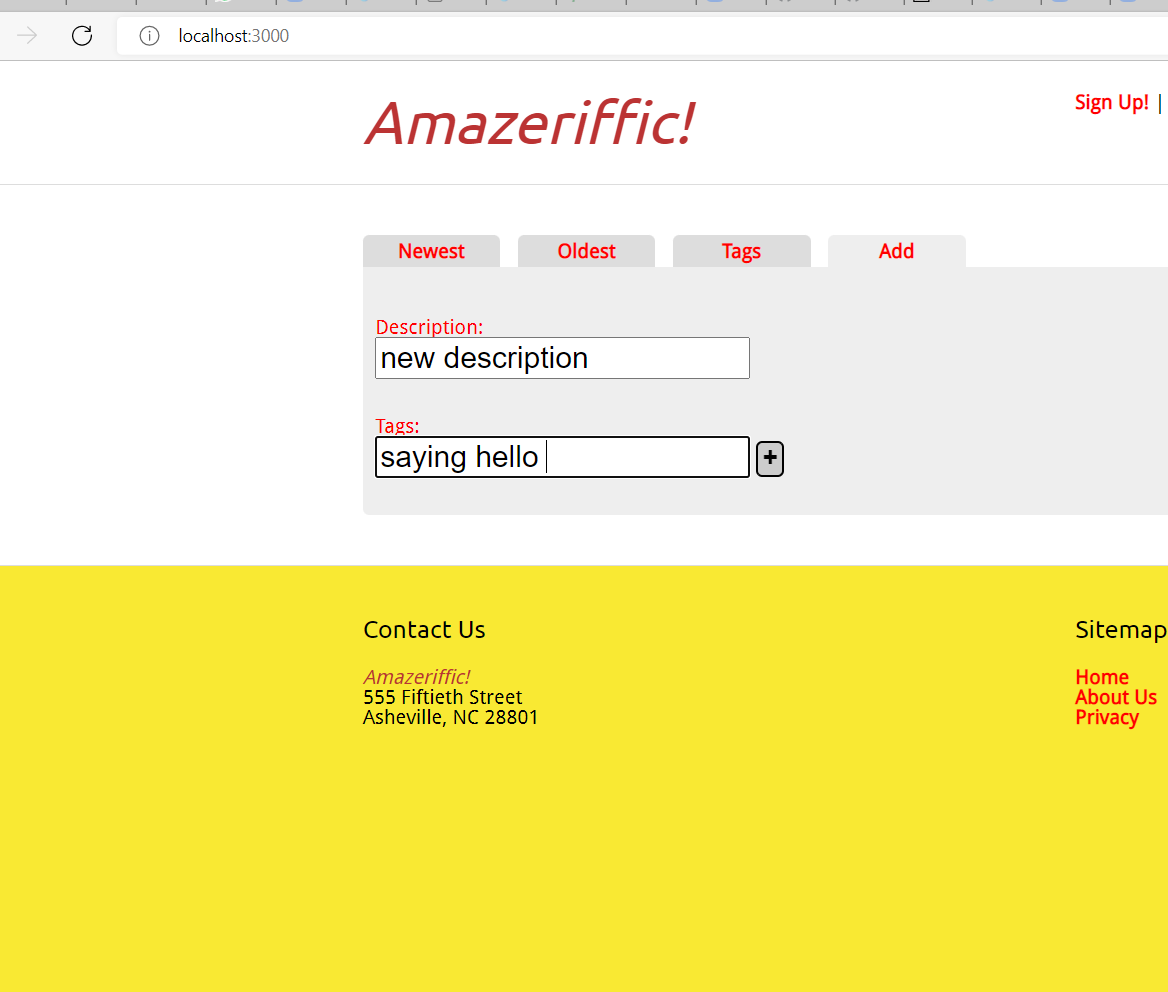 localhost:3000
Amazeriffic!
Sign Up! |
Newest Oldest Tags Add
Description:
new description
Tags:
saying hello
+
Contact Us
Amazeriffic!
555 Fiftieth Street
Asheville, NC 28801
Sitemap
Home
About Us
Privacy